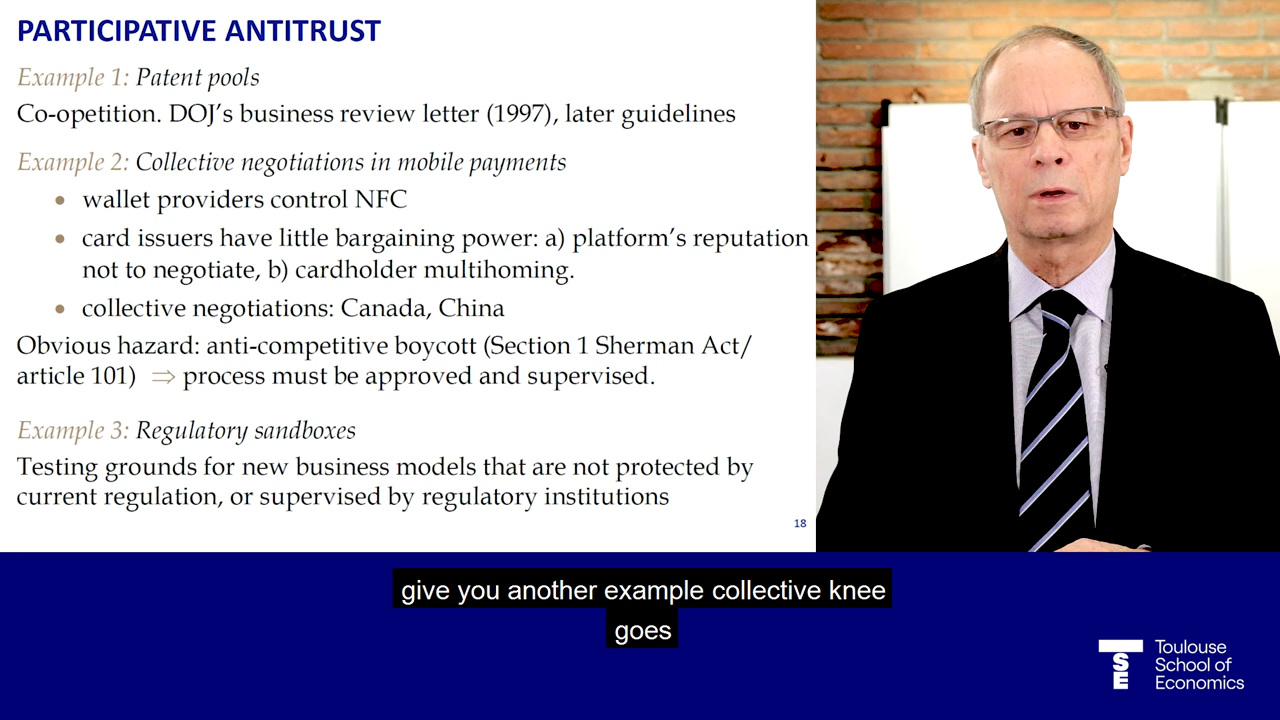 PARTICIPATIVE ANTITRUST
Example 1: Patent pools
Co-opetition. DOJ's business review letter (1997), later guidelines
Example 2: Collective negotiations in mobile payments
• wallet providers control NFC
• card issuers have little bargaining power: a) platform's reputation
not to negotiate, b) cardholder multihoming.
• collective negotiations: Canada, China
Obvious hazard: anti-competitive boycott (Section 1 Sherman Act/
article 101) ⇒ process must be approved and supervised.
Example 3: Regulatory sandboxes
Testing grounds for new business models that are not protected by
current regulation, or supervised by regulatory institutions
18
give you another example collective knee
goes
TSE
Toulouse
School of
Economics